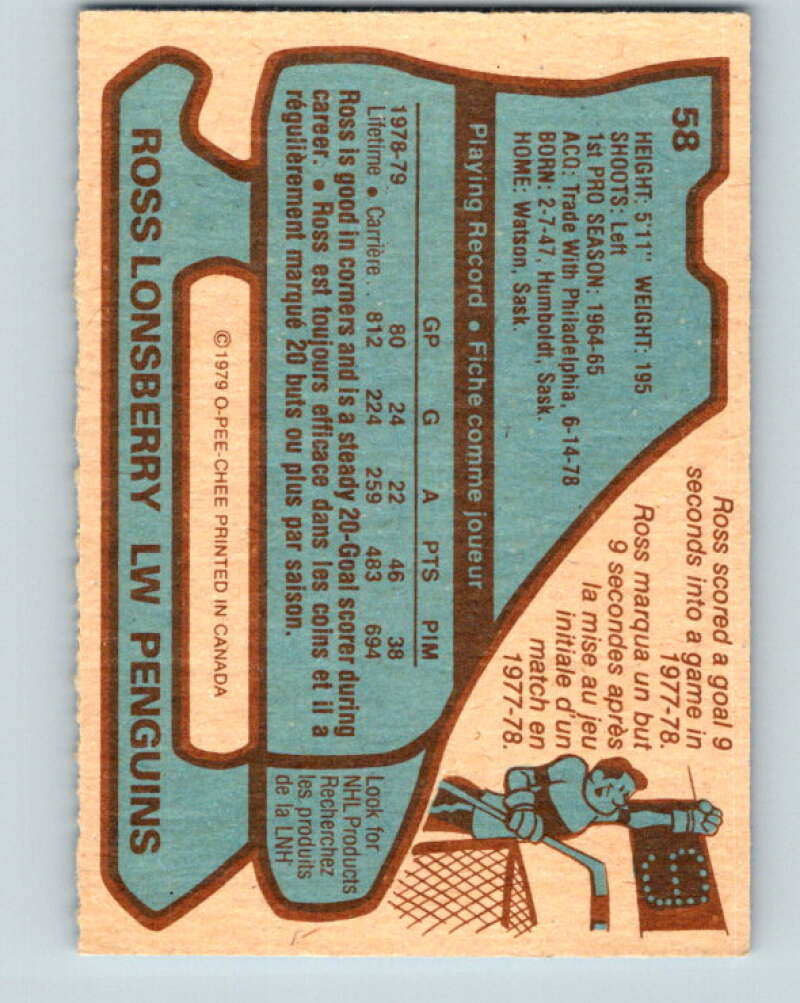 58
HEIGHT: 5'11" WEIGHT: 195
SHOOTS: Left
1st PRO SEASON: 1964-65
ACQ: Trade With Philadelphia, 6-14-78
BORN: 2-7-47, Humboldt, Sask.
HOME: Watson, Sask.
Ross scored a goal 9
seconds into a game in
1977-78.
Ross marqua un but
9 secondes après
la mise au jeu
initiale d'un
match en
1977-78.
:09
Playing Record • Fiche comme joueur
GP G A PTS PIM
1978-79 80 24 22 46 38
Lifetime • Carrière.. 812 224 259 483 694
Ross is good in corners and is a steady 20-Goal scorer during
career. • Ross est toujours efficace dans les coins et il a
régulièrement marqué 20 buts ou plus par saison.
Look for
NHL Products
Recherchez
les produits
de la LNH
©1979 O-PEE-CHEE PRINTED IN CANADA
ROSS LONSBERRY LW PENGUINS